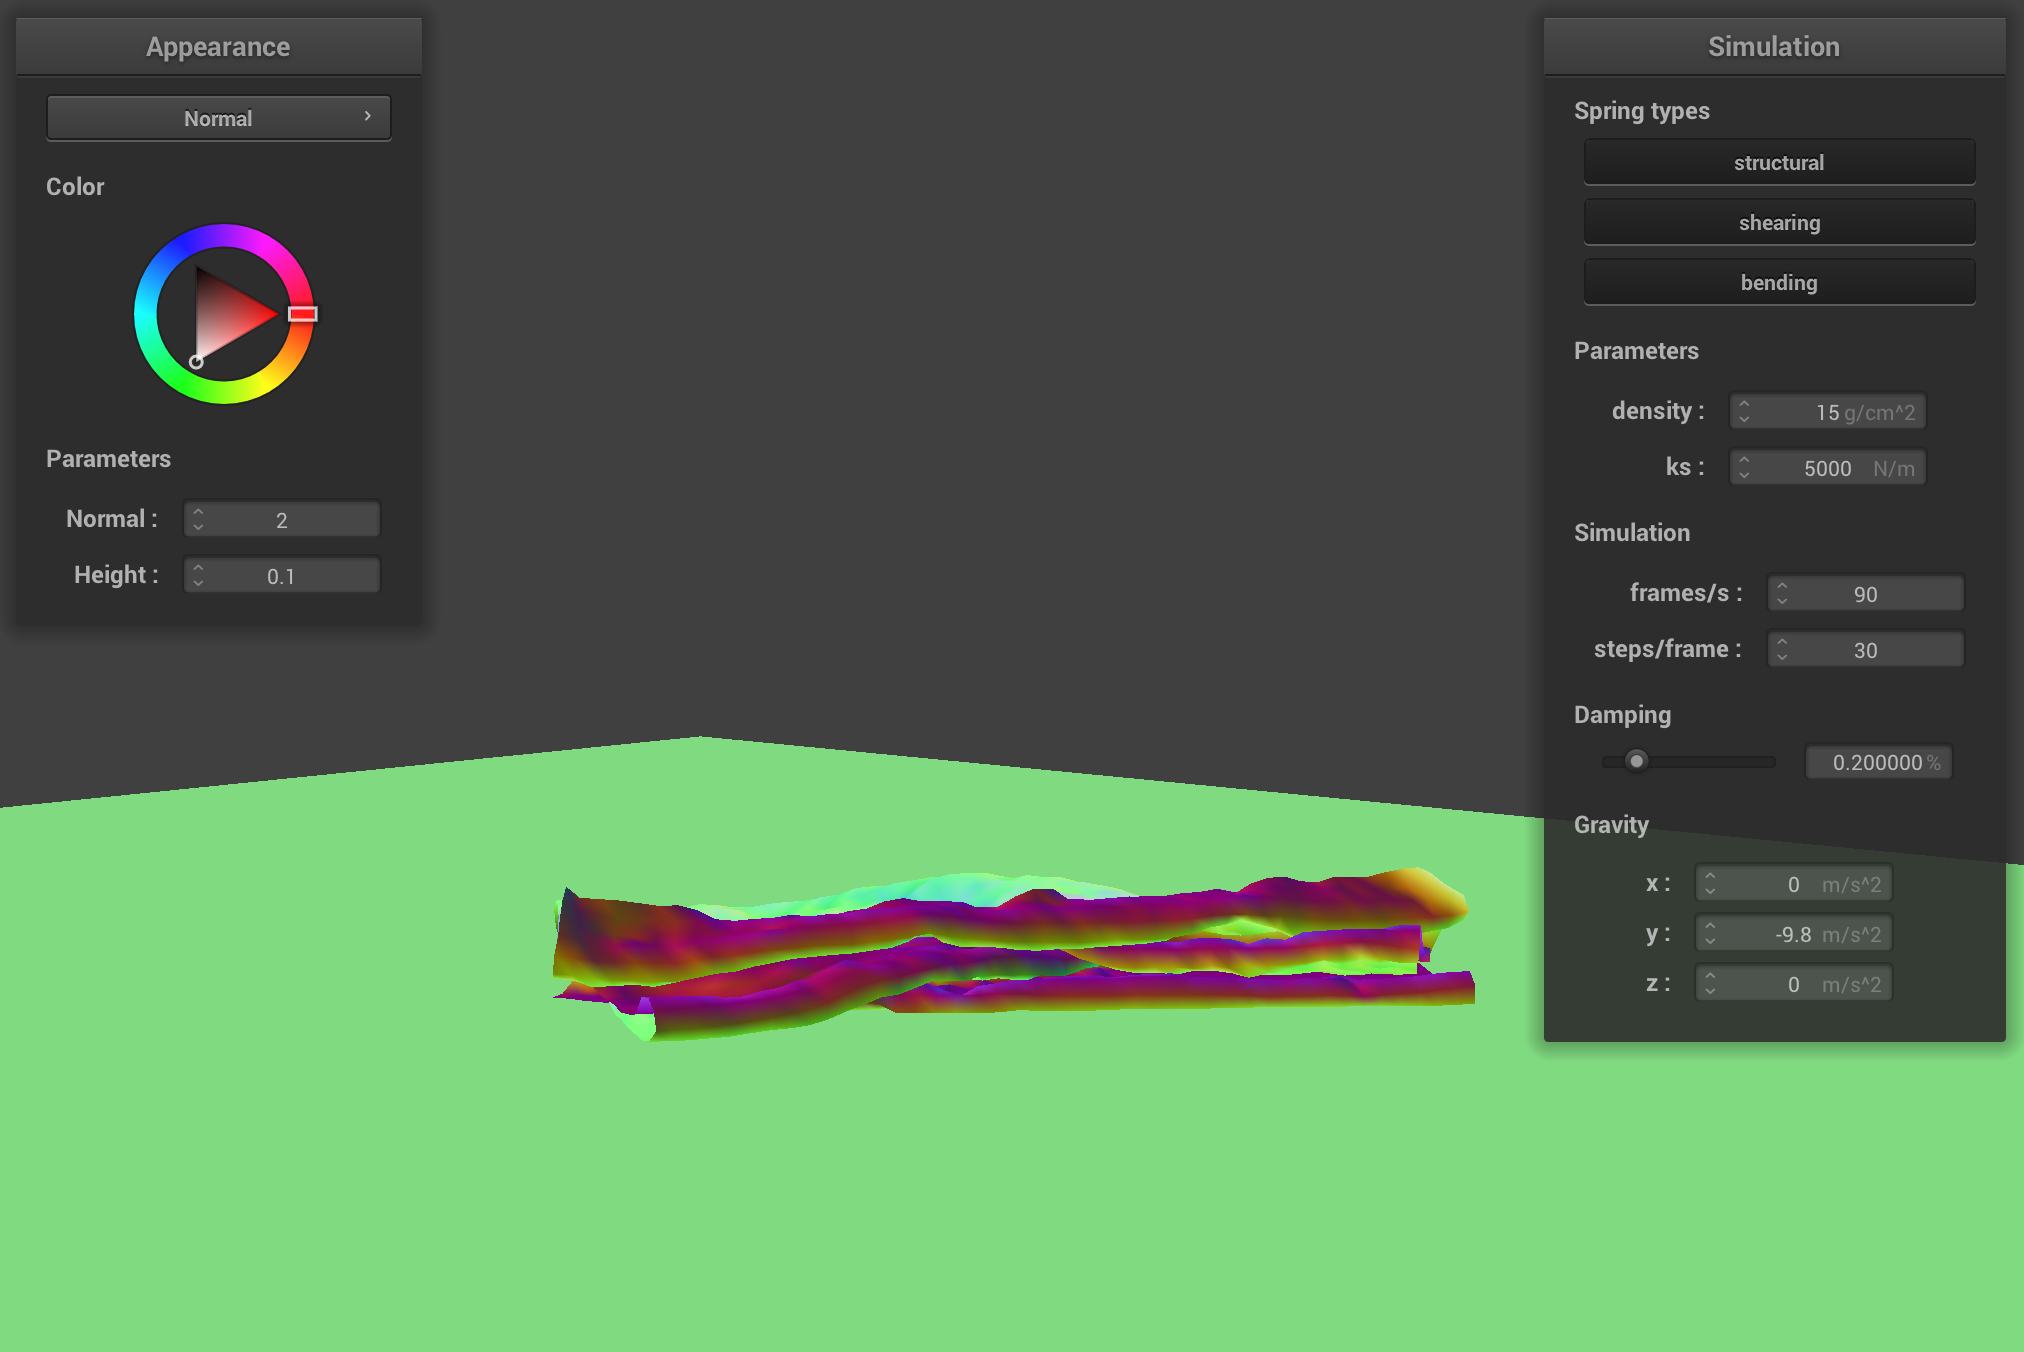 Appearance
Normal
Color
Parameters
Normal : 2
Height : 0.1
Simulation
Spring types
structural
shearing
bending
Parameters
density : 15 g/cm^2
ks : 5000 N/m
Simulation
frames/s : 90
steps/frame : 30
Damping
0.200000 %
Gravity
x : 0 m/s^2
y : -9.8 m/s^2
z : 0 m/s^2